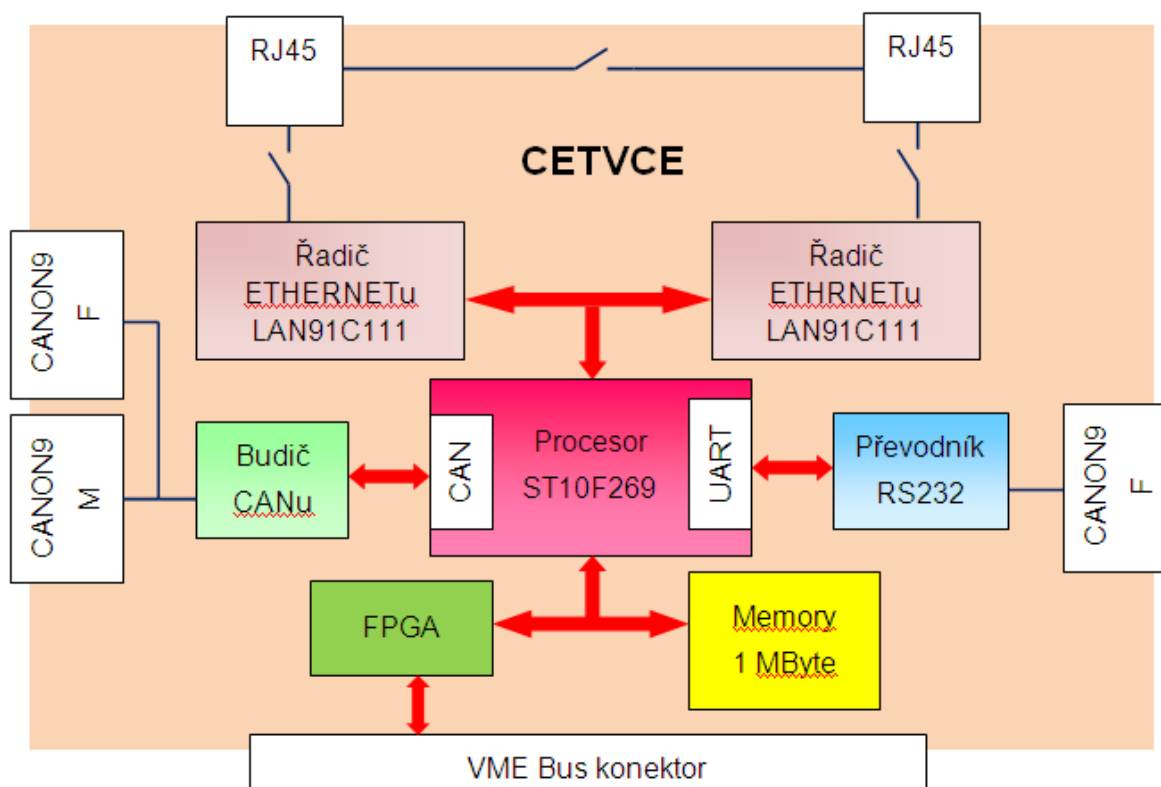 RJ45
RJ45
CETVCE
Řadič
ETHERNETu
LAN91C111
Řadič
ETHRNETu
LAN91C111
CANON9
F
CANON9
M
Budič
CANu
CAN
Procesor
ST10F269
UART
Převodník
RS232
CANON9
F
FPGA
Memory
1 MByte
VME Bus konektor